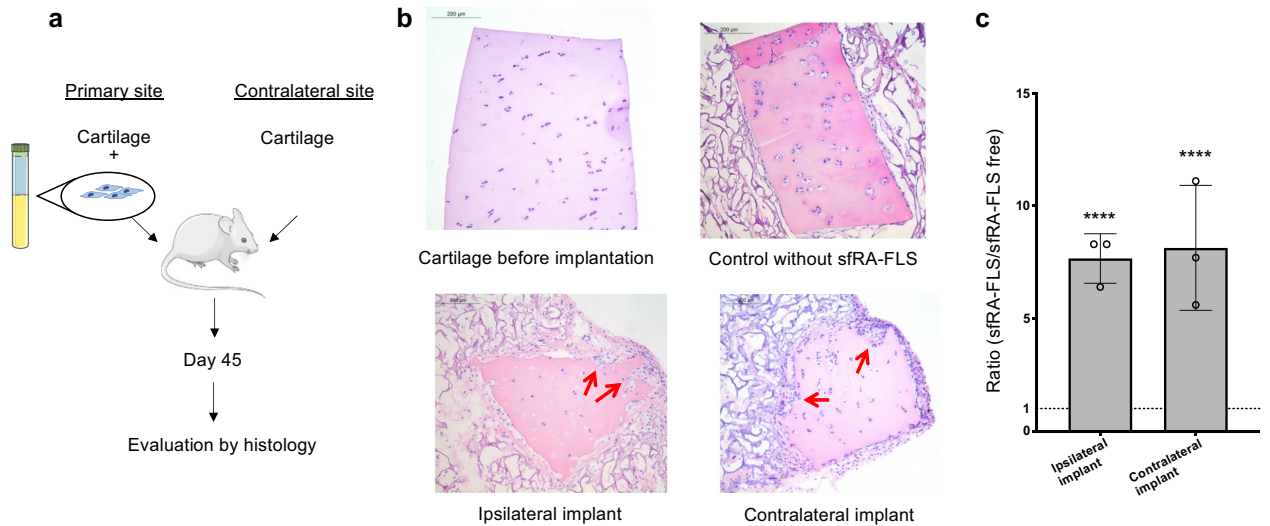 a
Primary site
Contralateral site
Cartilage
+
Cartilage
Day 45
Evaluation by histology
b
200 μm
200 μm
Cartilage before implantation
Control without sfRA-FLS
Ipsilateral implant
Contralateral implant
c
Ratio (sfRA-FLS/sfRA-FLS free)
15
10
5
1
0
****
****
Ipsilateral
implant
Contralateral
implant